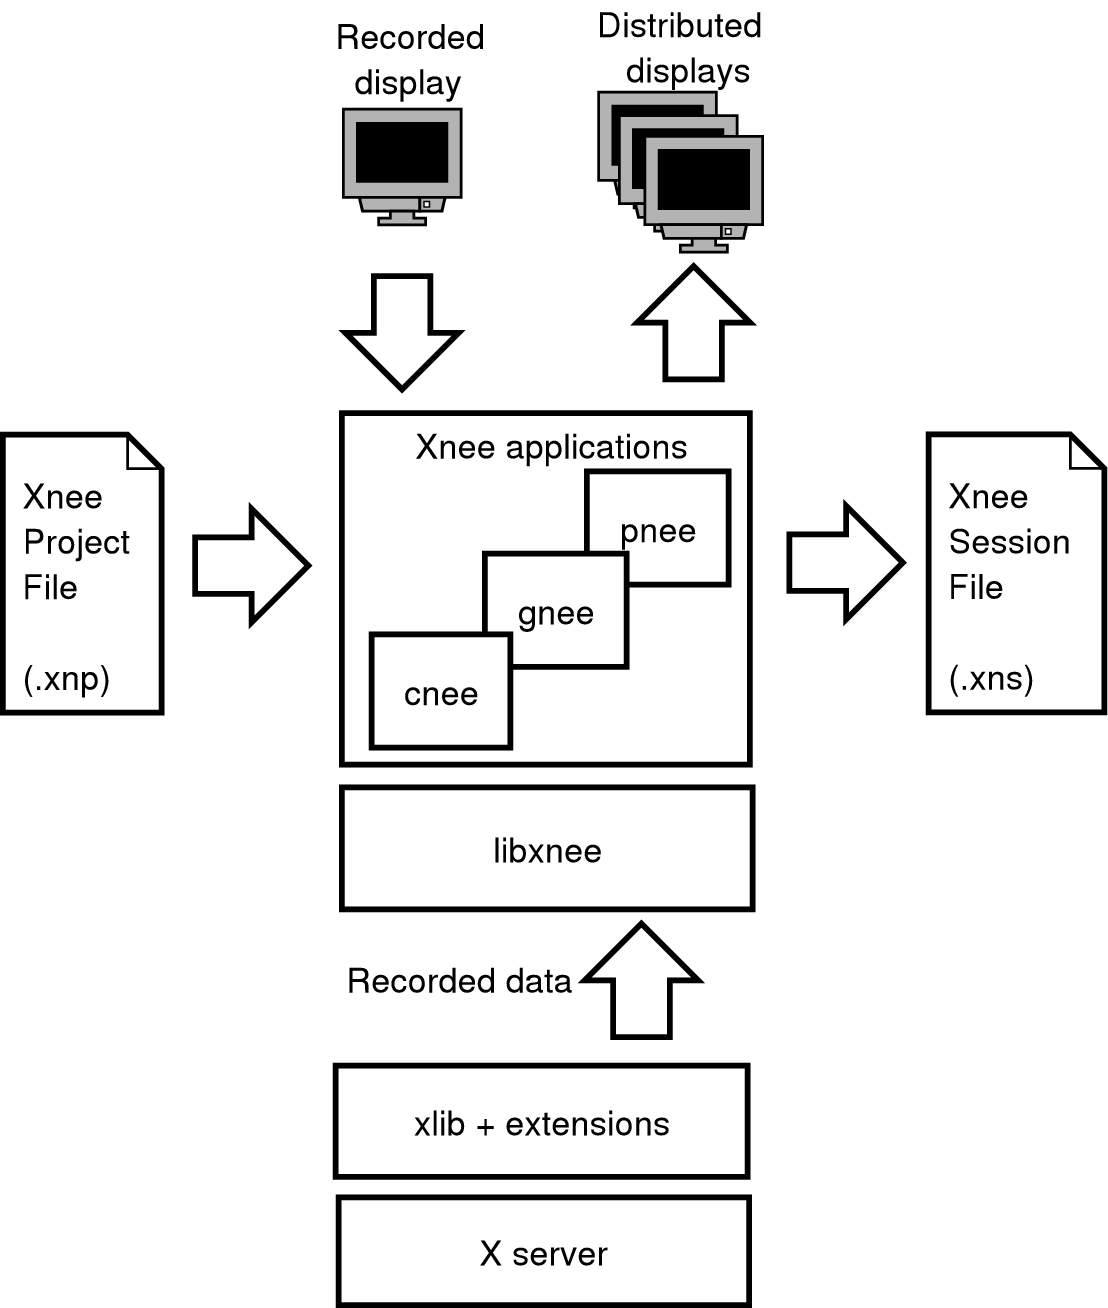 Recorded
display
Distributed
displays
Xnee applications
Xnee
Project
File
(.xnp)
pnee
gnee
cnee
Xnee
Session
File
(.xns)
libxnee
Recorded data
xlib + extensions
X server